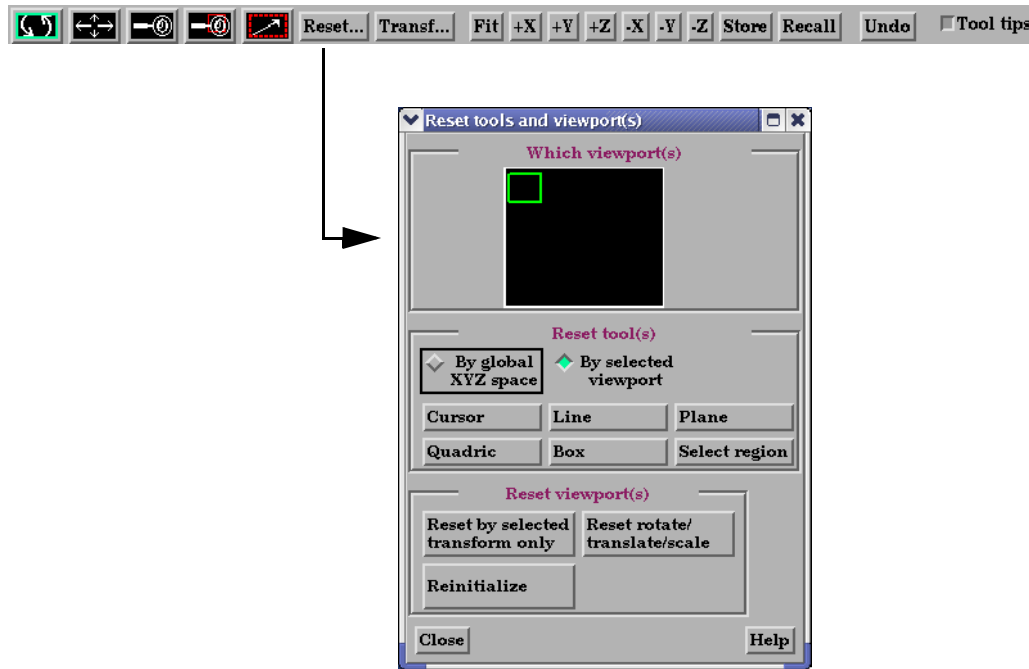 Reset... Transf... Fit +X +Y +Z -X -Y -Z Store Recall Undo Tool tips
Reset tools and viewport(s)
Which viewport(s)
Reset tool(s)
By global XYZ space
By selected viewport
Cursor Line Plane
Quadric Box Select region
Reset viewport(s)
Reset by selected transform only
Reset rotate/ translate/scale
Reinitialize
Close Help